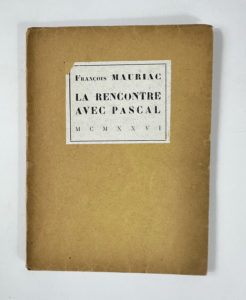 FRANÇOIS MAURIAC
LA RENCONTRE
AVEC PASCAL
MCMXXVI